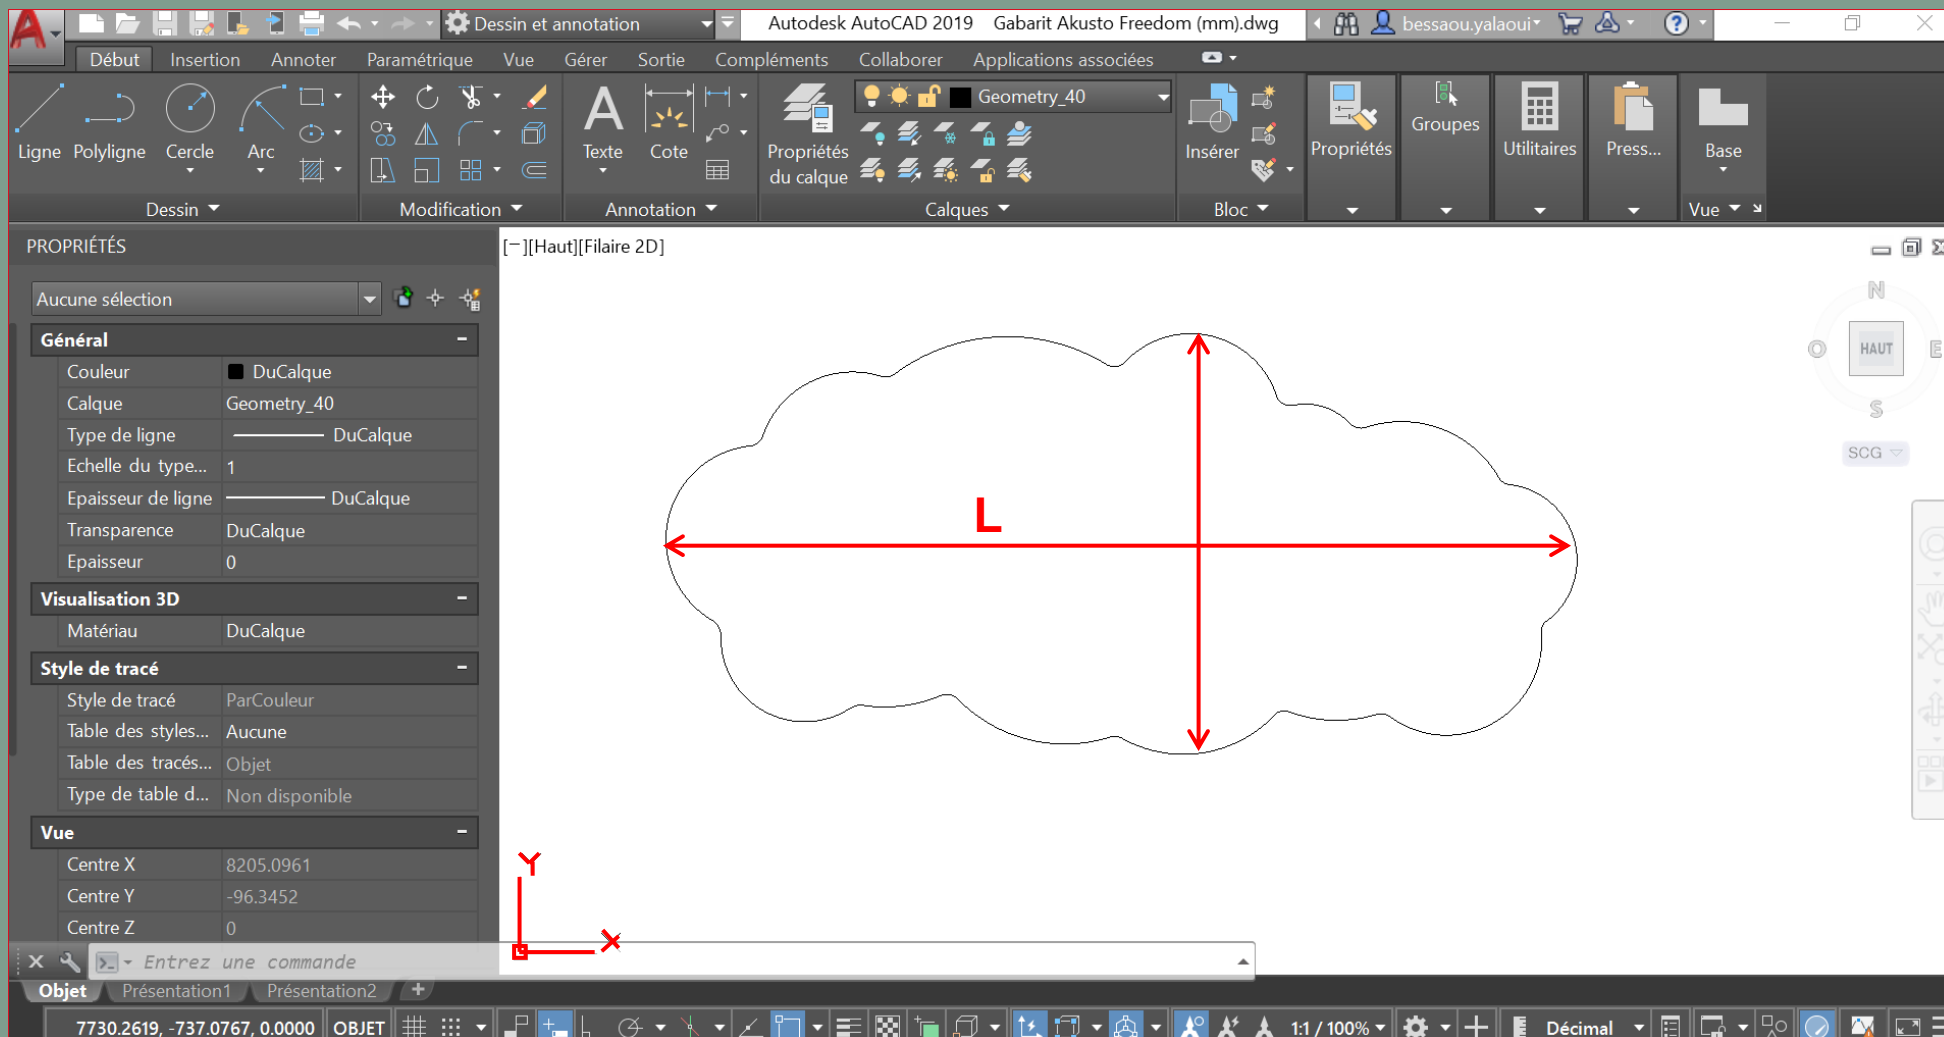 Dessin et annotation
Autodesk AutoCAD 2019 Gabarit Akusto Freedom (mm).dwg
bessaou.yalaoui
Début Insertion Annoter Paramétrique Vue Gérer Sortie Compléments Collaborer Applications associées
Geometry_40
Ligne Polyligne Cercle Arc
Texte Cote
Propriétés du calque
Insérer
Propriétés
Groupes
Utilitaires
Press...
Base
Dessin Modification Annotation Calques Bloc Vue
PROPRIÉTÉS
[−][Haut][Filaire 2D]
Aucune sélection
Général
Couleur DuCalque
Calque Geometry_40
Type de ligne DuCalque
Echelle du type... 1
Epaisseur de ligne DuCalque
Transparence DuCalque
Epaisseur 0
Visualisation 3D
Matériau DuCalque
Style de tracé
Style de tracé ParCouleur
Table des styles... Aucune
Table des tracés... Objet
Type de table d... Non disponible
Vue
Centre X 8205.0961
Centre Y -96.3452
Centre Z 0
N
O HAUT E
S
SCG
L
Y
X
Entrez une commande
Objet Présentation1 Présentation2 +
7730.2619, -737.0767, 0.0000 OBJET 1:1 / 100% Décimal